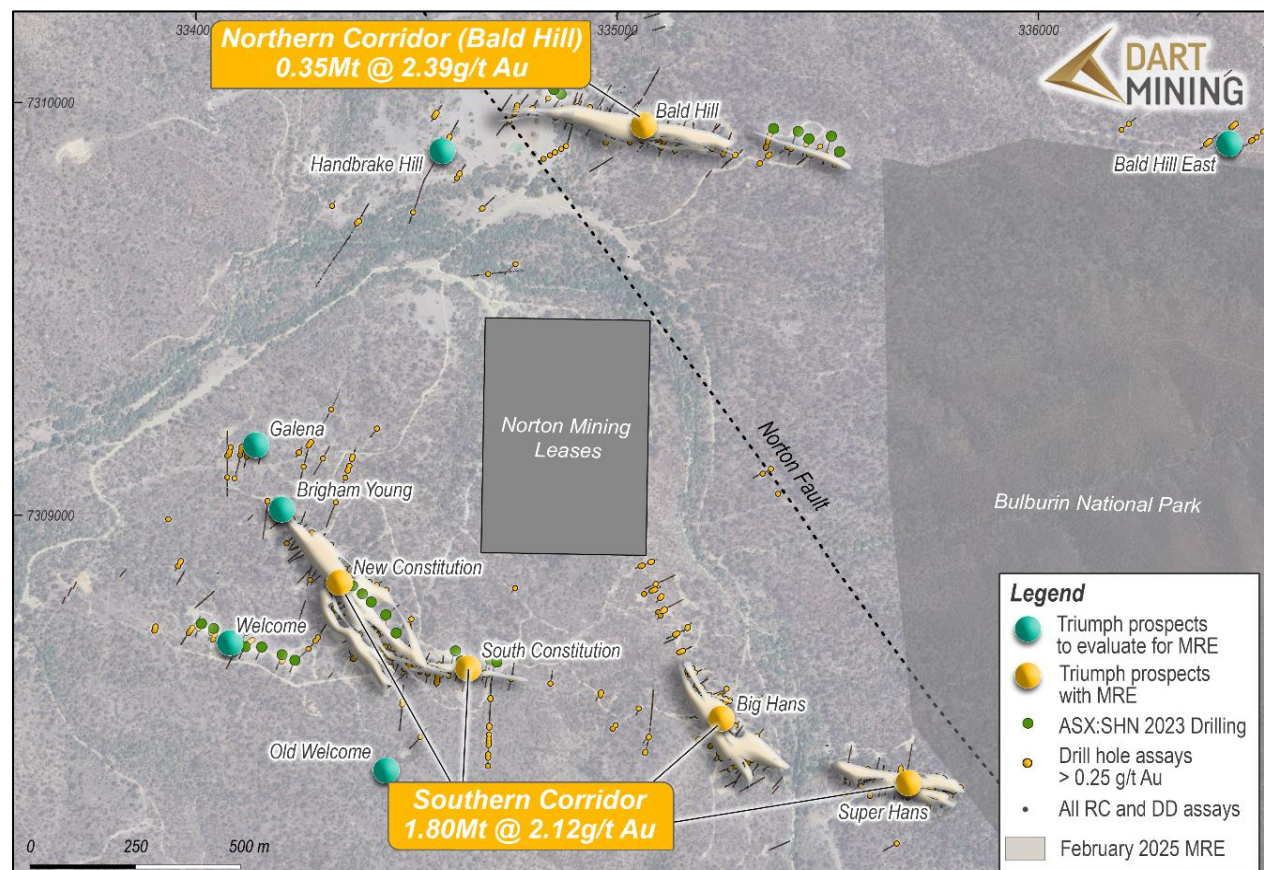 334000
335000
336000
Northern Corridor (Bald Hill)
0.35Mt @ 2.39g/t Au
DART
MINING
7310000
Bald Hill
Handbrake Hill
Bald Hill East
Norton Mining
Leases
Norton Fault
Galena
Brigham Young
Bulburin National Park
7309000
New Constitution
Welcome
South Constitution
Big Hans
Old Welcome
Super Hans
Southern Corridor
1.80Mt @ 2.12g/t Au
0
250
500 m
Legend
Triumph prospects
to evaluate for MRE
Triumph prospects
with MRE
ASX:SHN 2023 Drilling
Drill hole assays
> 0.25 g/t Au
All RC and DD assays
February 2025 MRE